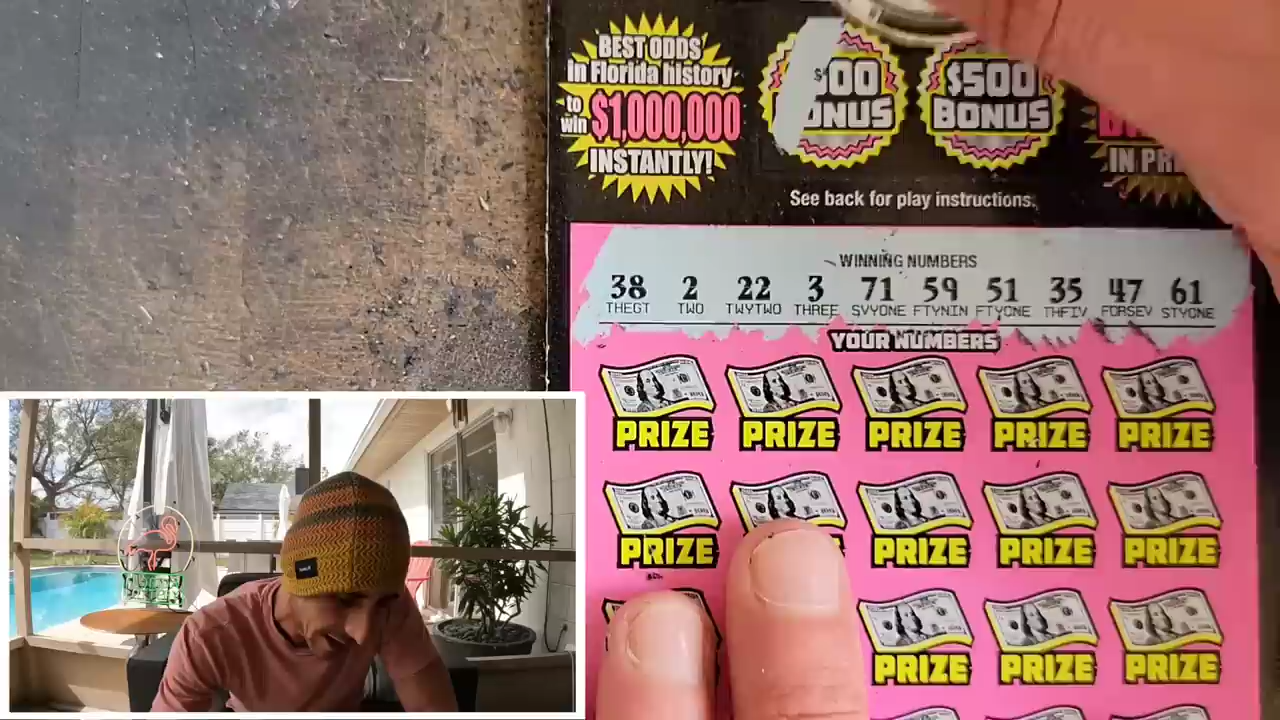 BEST ODDS
in Florida history
to
win $1,000,000
INSTANTLY!
BONUS
$500
BONUS
See back for play instructions.
WINNING NUMBERS
38 2 22 3 71 59 51 35 47 61
THEGT TWO TWYTWO THREE SVYONE FTYNIN FTYONE THFIV FORSEV STYONE
YOUR NUMBERS
PRIZE PRIZE PRIZE PRIZE PRIZE
PRIZE PRIZE PRIZE PRIZE
PRIZE PRIZE PRIZE